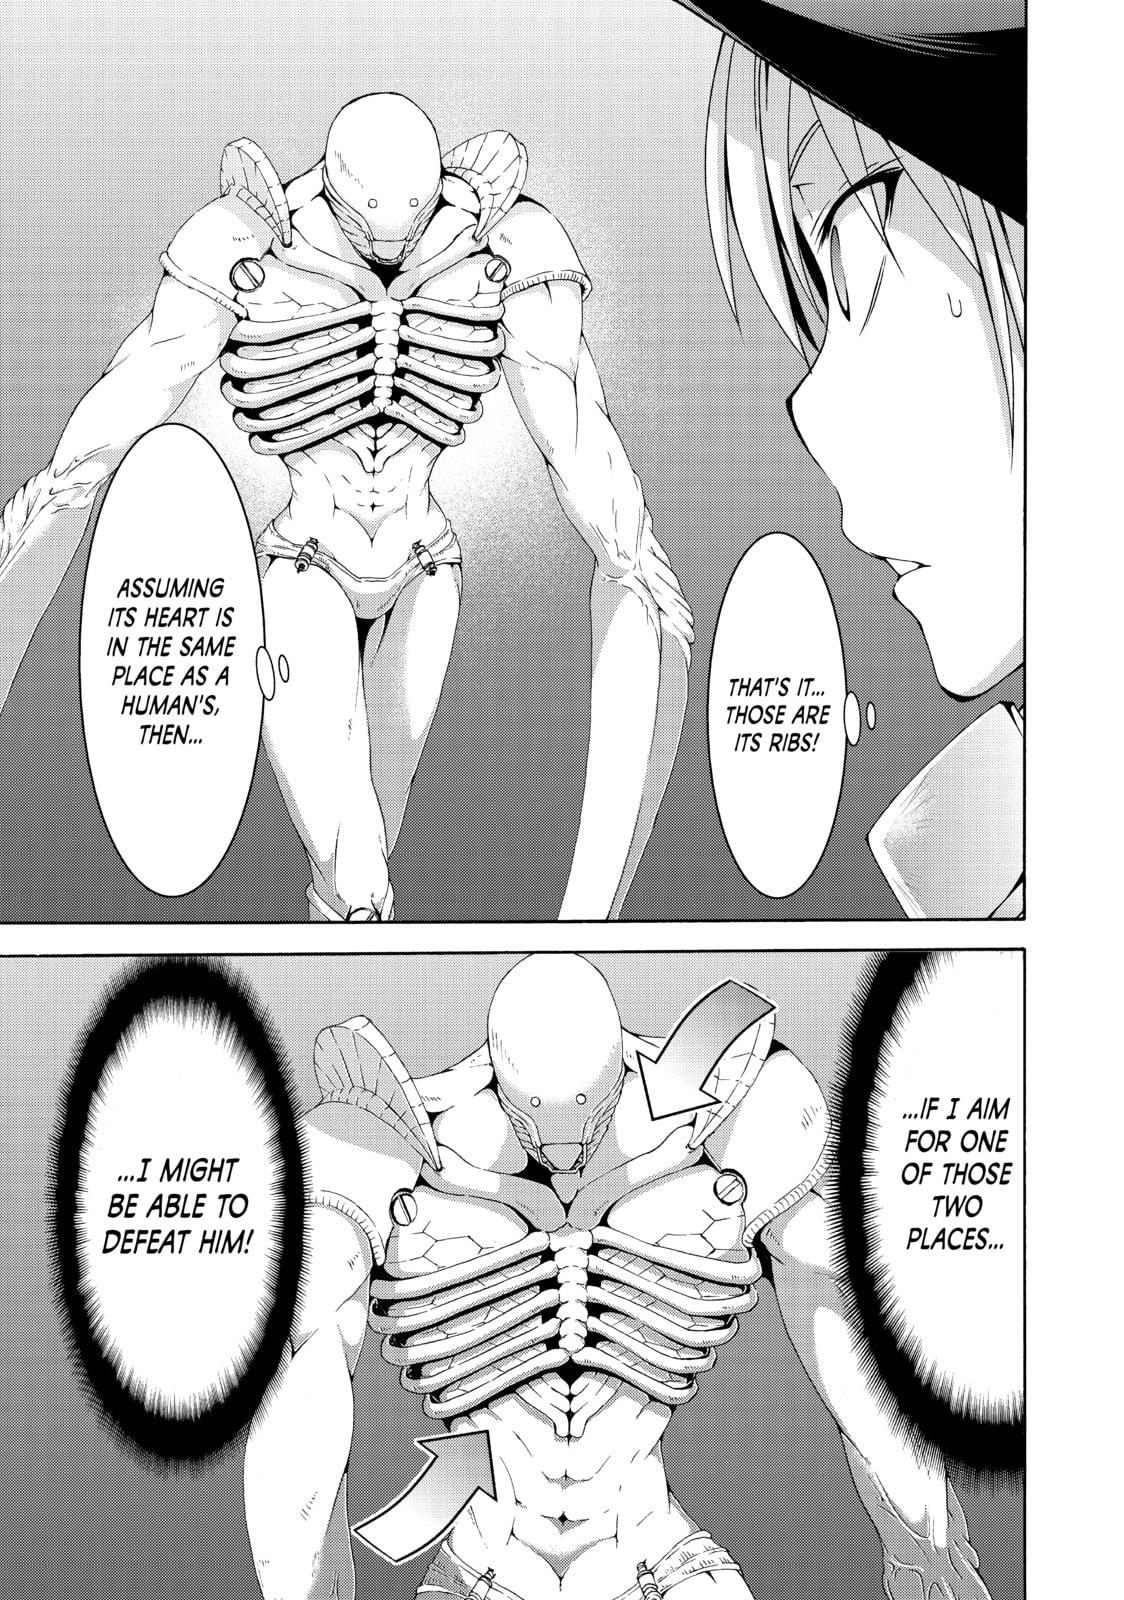 THAT'S IT...
THOSE ARE
ITS RIBS!
ASSUMING
ITS HEART IS
IN THE SAME
PLACE AS A
HUMAN'S,
THEN...
...IF I AIM
FOR ONE
OF THOSE
TWO
PLACES...
...I MIGHT
BE ABLE TO
DEFEAT HIM!